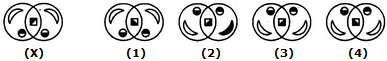 (X) (1) (2) (3) (4)